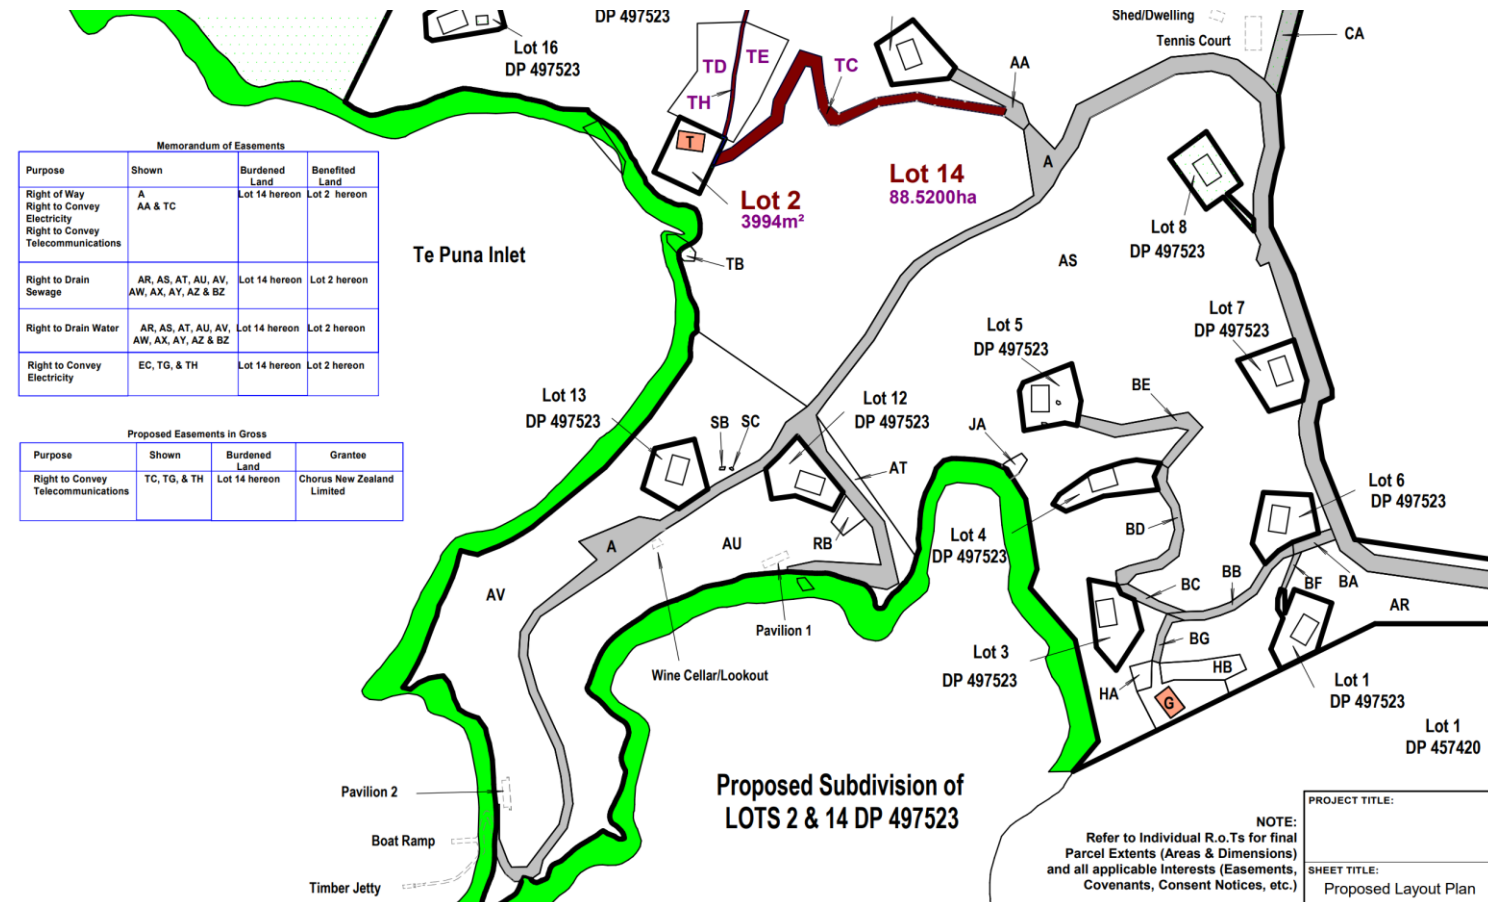 DP 497523
Shed/Dwelling
Tennis Court
CA
Lot 16
DP 497523
TD
TE
TH
TC
AA
T
A
Lot 2
3994m²
Lot 14
88.5200ha
Lot 8
DP 497523
AS
Te Puna Inlet
TB
Memorandum of Easements
Purpose Shown Burdened Land Benefited Land
Right of Way A Lot 14 hereon Lot 2 hereon
Right to Convey AA & TC
Electricity
Right to Convey
Telecommunications
Right to Drain AR, AS, AT, AU, AV, Lot 14 hereon Lot 2 hereon
Sewage AW, AX, AY, AZ & BZ
Right to Drain Water AR, AS, AT, AU, AV, Lot 14 hereon Lot 2 hereon
AW, AX, AY, AZ & BZ
Right to Convey EC, TG, & TH Lot 14 hereon Lot 2 hereon
Electricity
Proposed Easements in Gross
Purpose Shown Burdened Land Grantee
Right to Convey TC, TG, & TH Lot 14 hereon Chorus New Zealand
Telecommunications Limited
Lot 7
DP 497523
Lot 5
DP 497523
Lot 13
DP 497523
SB
SC
Lot 12
DP 497523
BE
JA
AT
Lot 6
DP 497523
Lot 4
DP 497523
BD
RB
AU
A
AV
BC
BB
BF
BA
AR
Pavilion 1
Wine Cellar/Lookout
Lot 3
DP 497523
BG
HB
HA
G
Lot 1
DP 497523
Lot 1
DP 457420
Pavilion 2
Boat Ramp
Timber Jetty
Proposed Subdivision of
LOTS 2 & 14 DP 497523
NOTE:
Refer to Individual R.o.Ts for final
Parcel Extents (Areas & Dimensions)
and all applicable Interests (Easements,
Covenants, Consent Notices, etc.)
PROJECT TITLE:
SHEET TITLE:
Proposed Layout Plan